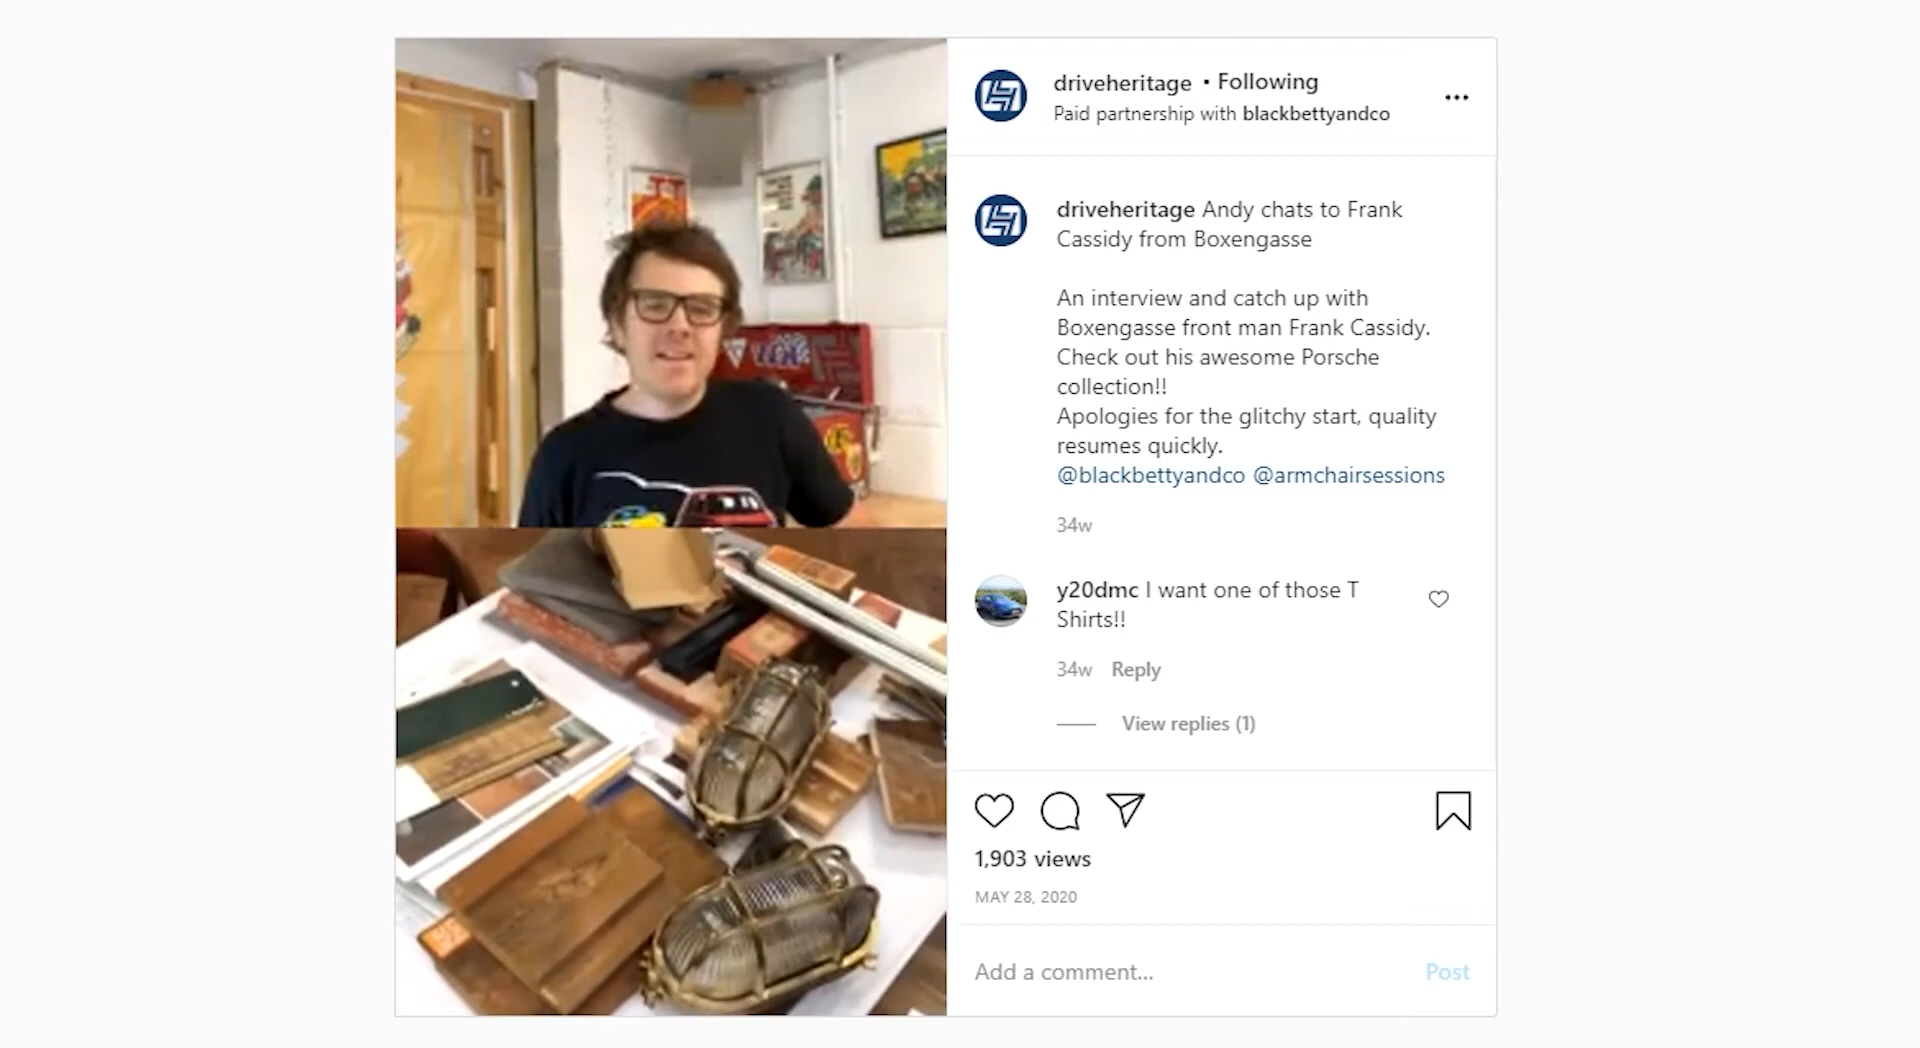 driveheritage • Following
Paid partnership with blackbettyandco
driveheritage Andy chats to Frank
Cassidy from Boxengasse
An interview and catch up with
Boxengasse front man Frank Cassidy.
Check out his awesome Porsche
collection!!
Apologies for the glitchy start, quality
resumes quickly.
@blackbettyandco @armchairsessions
34w
y20dmc I want one of those T
Shirts!!
34w Reply
View replies (1)
1,903 views
MAY 28, 2020
Add a comment...
Post